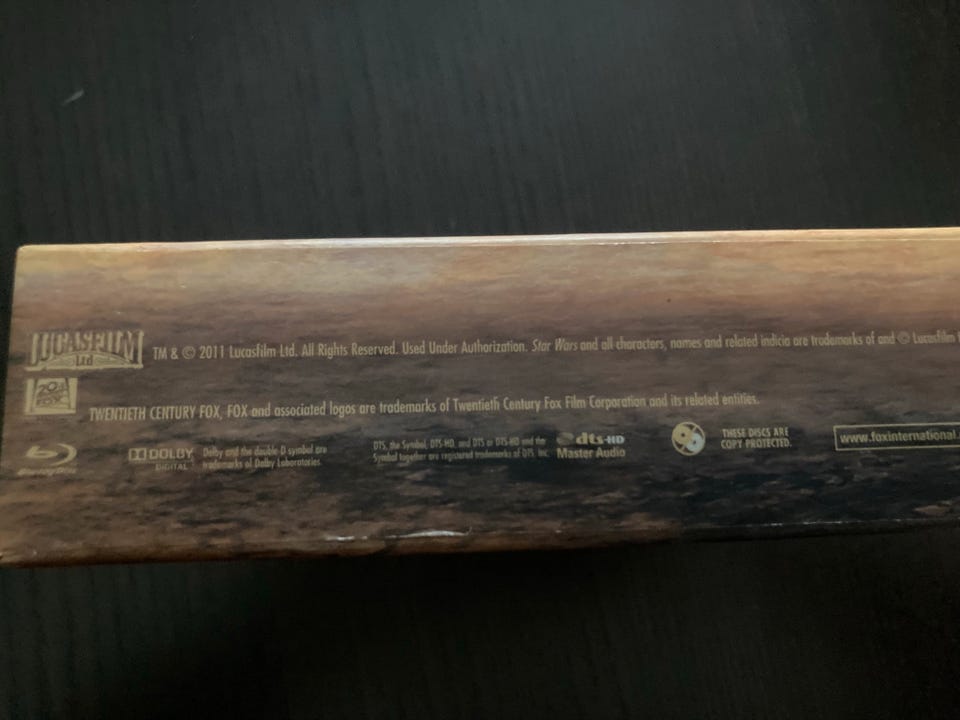 LUCASFILM
Ltd
TM & © 2011 Lucasfilm Ltd. All Rights Reserved. Used Under Authorization. Star Wars and all characters, names and related indicia are trademarks of and © Lucasfilm
TWENTIETH CENTURY FOX, FOX and associated logos are trademarks of Twentieth Century Fox Film Corporation and its related entities.
Blu-ray Disc
DOLBY
DIGITAL
Dolby and the double-D symbol are
trademarks of Dolby Laboratories.
DTS, the Symbol, DTS-HD, and DTS or DTS-HD and the
Symbol together are registered trademarks of DTS, Inc.
dts-HD
Master Audio
THESE DISCS ARE
COPY PROTECTED.
www.foxinternational.